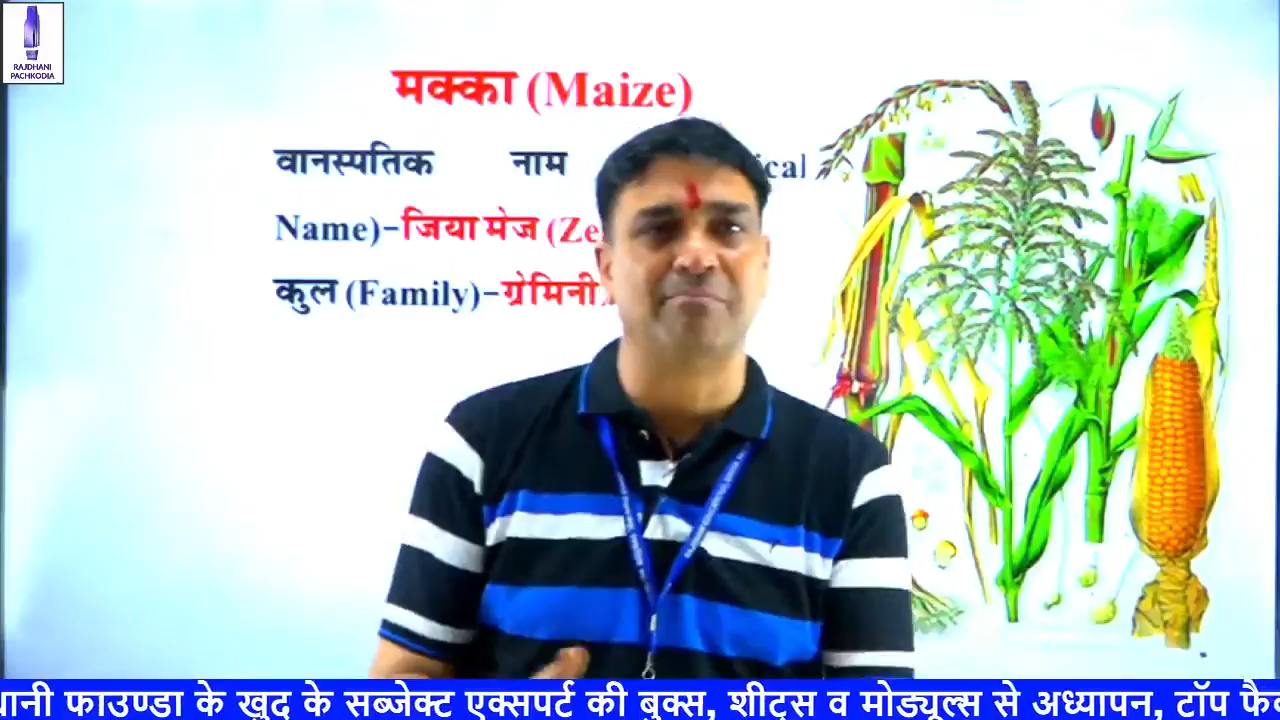 RAJDHANI
PACHKODIA
मक्का (Maize)
वानस्पतिक नाम
Name)-जिया मेज (Ze
कुल (Family)-ग्रेमिनी
फाउण्डा के खुद के सब्जेक्ट एक्सपर्ट की बुक्स, शीट्स व मोड्यूल्स से अध्यापन, टॉप